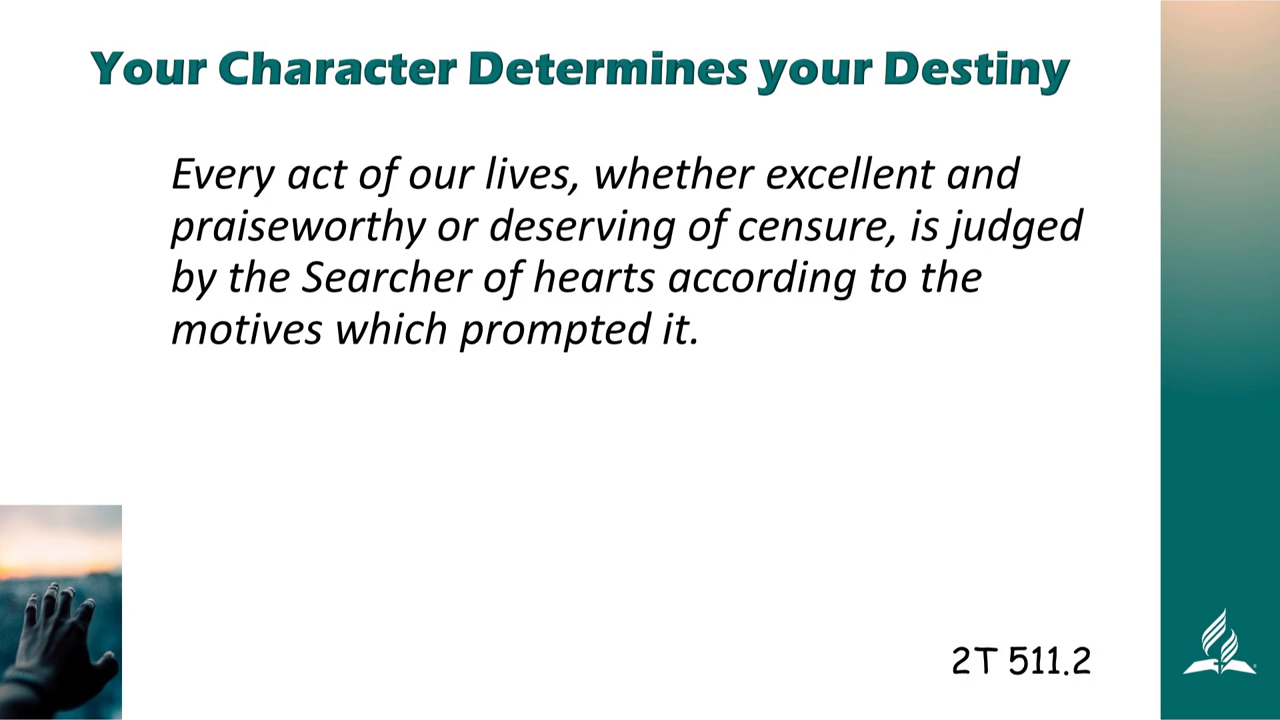 Your Character Determines your Destiny
Every act of our lives, whether excellent and
praiseworthy or deserving of censure, is judged
by the Searcher of hearts according to the
motives which prompted it.
2T 511.2